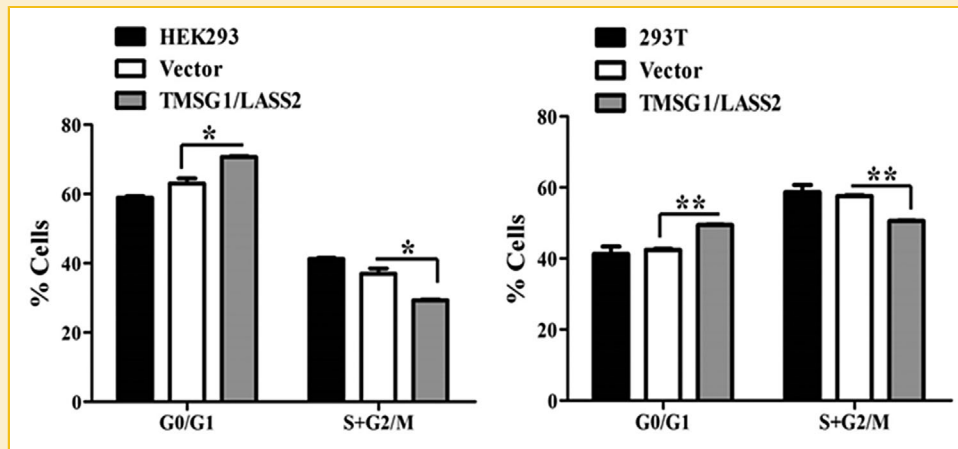 HEK293
Vector
TMSG1/LASS2
% Cells
80
60
40
20
0
*
*
G0/G1
S+G2/M
293T
Vector
TMSG1/LASS2
% Cells
80
60
40
20
0
**
**
G0/G1
S+G2/M